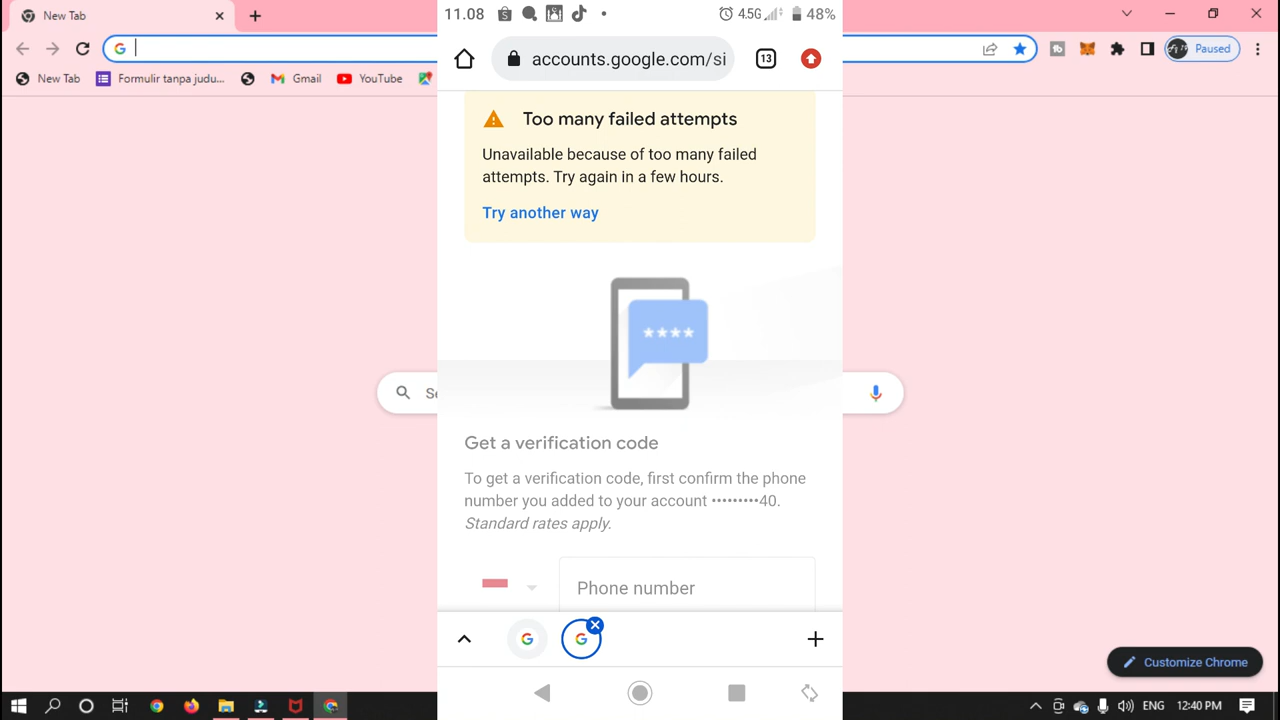 New Tab
Paused
New Tab
Formulir tanpa judu...
Gmail
YouTube
Se
Customize Chrome
ENG
12:40 PM
11.08
4.5G
48%
accounts.google.com/si
13
Too many failed attempts
Unavailable because of too many failed
attempts. Try again in a few hours.
Try another way
****
Get a verification code
To get a verification code, first confirm the phone
number you added to your account •••••••••40.
Standard rates apply.
Phone number